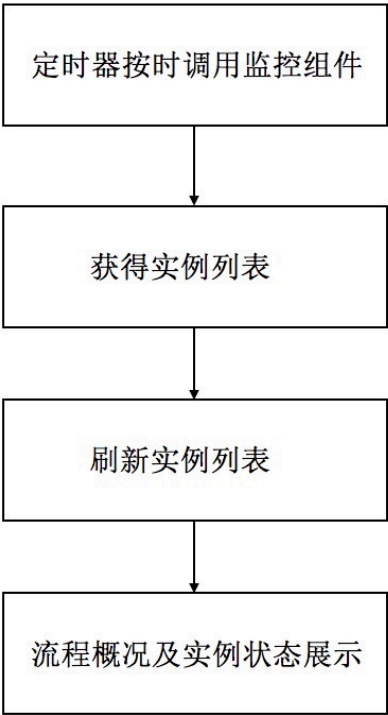 定时器按时调用监控组件
获得实例列表
刷新实例列表
流程概况及实例状态展示